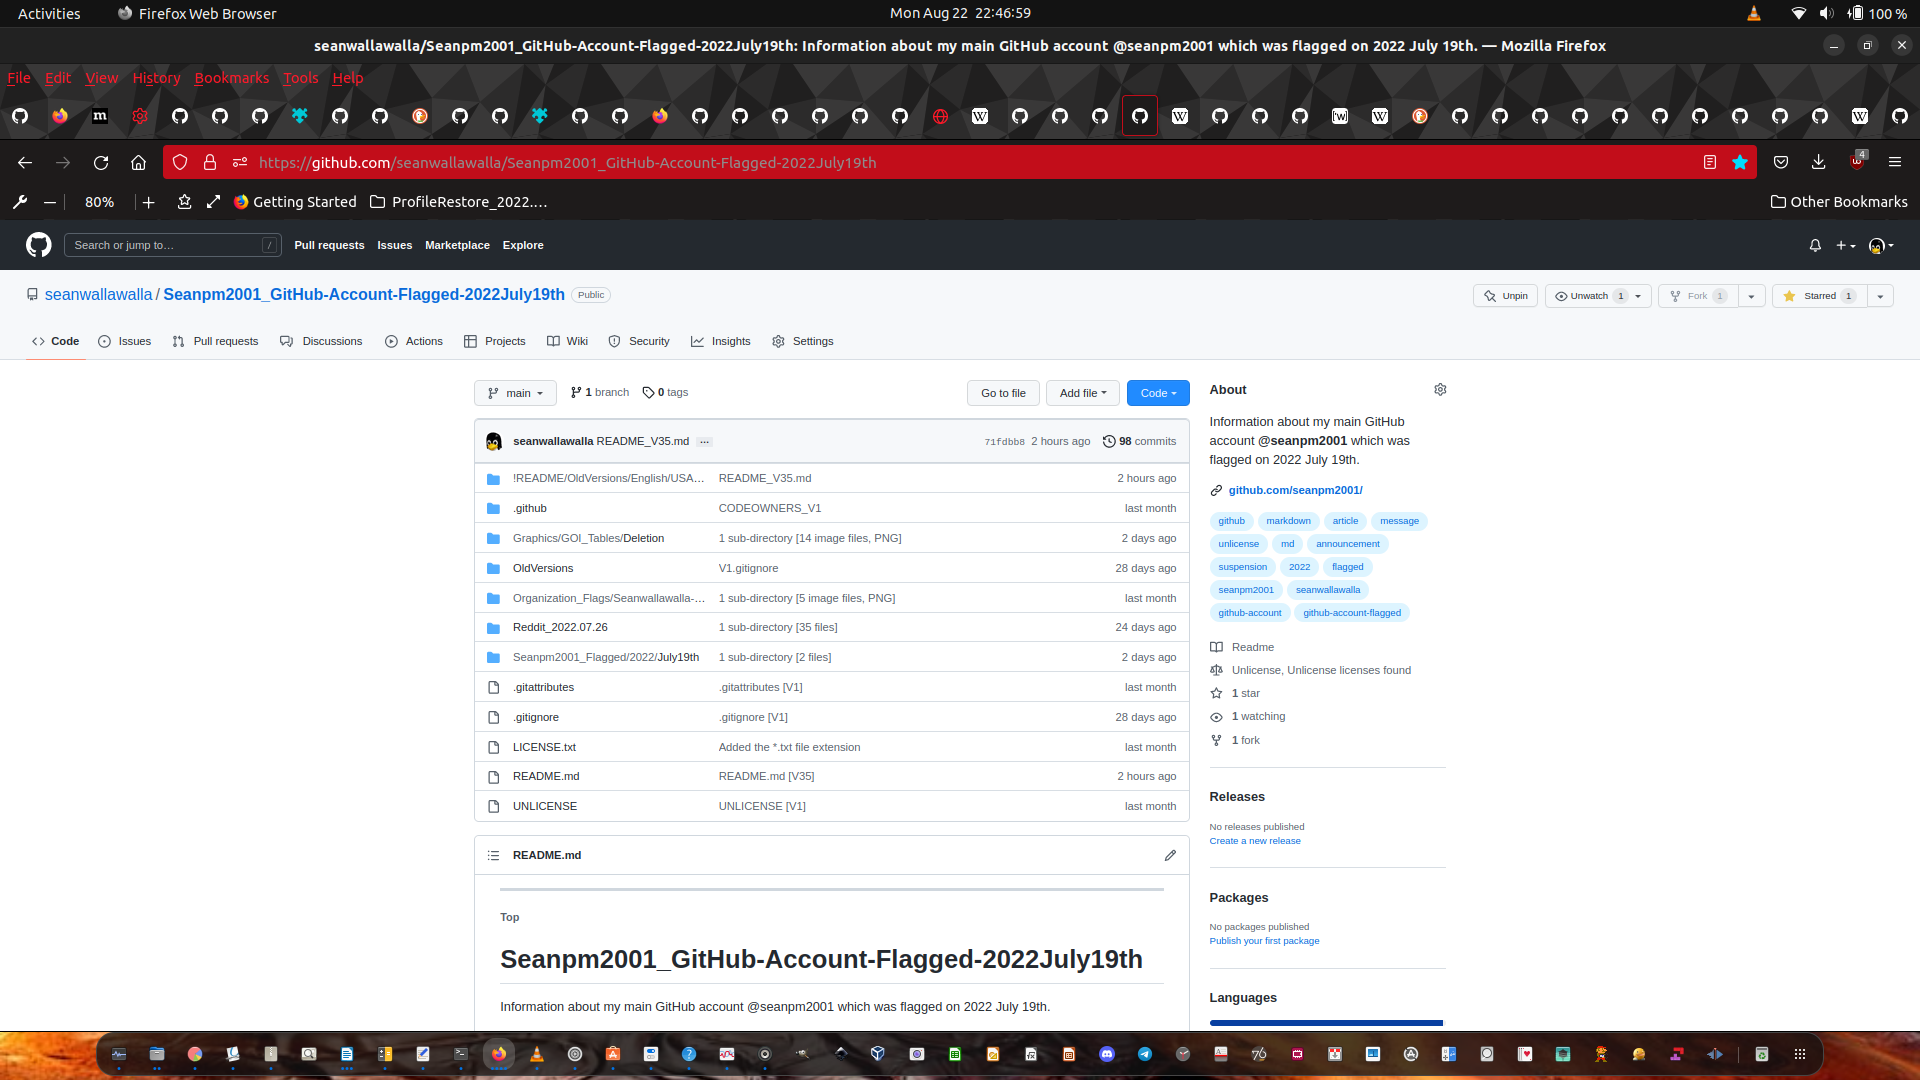 Activities
Firefox Web Browser
Mon Aug 22 22:46:59
100 %
seanwallawalla/Seanpm2001_GitHub-Account-Flagged-2022July19th: Information about my main GitHub account @seanpm2001 which was flagged on 2022 July 19th. — Mozilla Firefox
File Edit View History Bookmarks Tools Help
https://github.com/seanwallawalla/Seanpm2001_GitHub-Account-Flagged-2022July19th
4
80%
Getting Started
ProfileRestore_2022.…
Other Bookmarks
Search or jump to…
/
Pull requests Issues Marketplace Explore
seanwallawalla / Seanpm2001_GitHub-Account-Flagged-2022July19th Public
Unpin
Unwatch 1
Fork 1
Starred 1
Code Issues Pull requests Discussions Actions Projects Wiki Security Insights Settings
main
1 branch
0 tags
Go to file
Add file
Code
seanwallawalla README_V35.md …
71fdbb8 2 hours ago
98 commits
!README/OldVersions/English/USA… README_V35.md 2 hours ago
.github CODEOWNERS_V1 last month
Graphics/GOI_Tables/Deletion 1 sub-directory [14 image files, PNG] 2 days ago
OldVersions V1.gitignore 28 days ago
Organization_Flags/Seanwallawalla-… 1 sub-directory [5 image files, PNG] last month
Reddit_2022.07.26 1 sub-directory [35 files] 24 days ago
Seanpm2001_Flagged/2022/July19th 1 sub-directory [2 files] 2 days ago
.gitattributes .gitattributes [V1] last month
.gitignore .gitignore [V1] 28 days ago
LICENSE.txt Added the *.txt file extension last month
README.md README.md [V35] 2 hours ago
UNLICENSE UNLICENSE [V1] last month
README.md
Top
Seanpm2001_GitHub-Account-Flagged-2022July19th
Information about my main GitHub account @seanpm2001 which was flagged on 2022 July 19th.
About
Information about my main GitHub
account @seanpm2001 which was
flagged on 2022 July 19th.
github.com/seanpm2001/
github markdown article message
unlicense md announcement
suspension 2022 flagged
seanpm2001 seanwallawalla
github-account github-account-flagged
Readme
Unlicense, Unlicense licenses found
1 star
1 watching
1 fork
Releases
No releases published
Create a new release
Packages
No packages published
Publish your first package
Languages